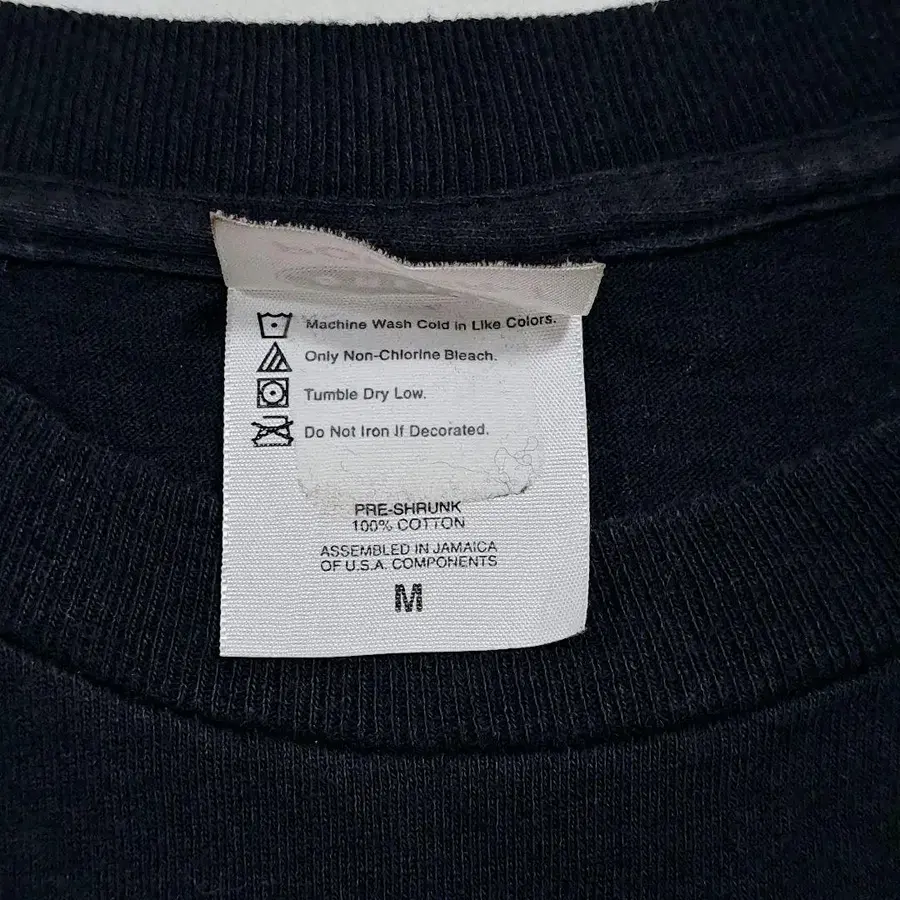 Machine Wash Cold in Like Colors.
Only Non-Chlorine Bleach.
Tumble Dry Low.
Do Not Iron If Decorated.
PRE-SHRUNK
100% COTTON
ASSEMBLED IN JAMAICA
OF U.S.A. COMPONENTS
M